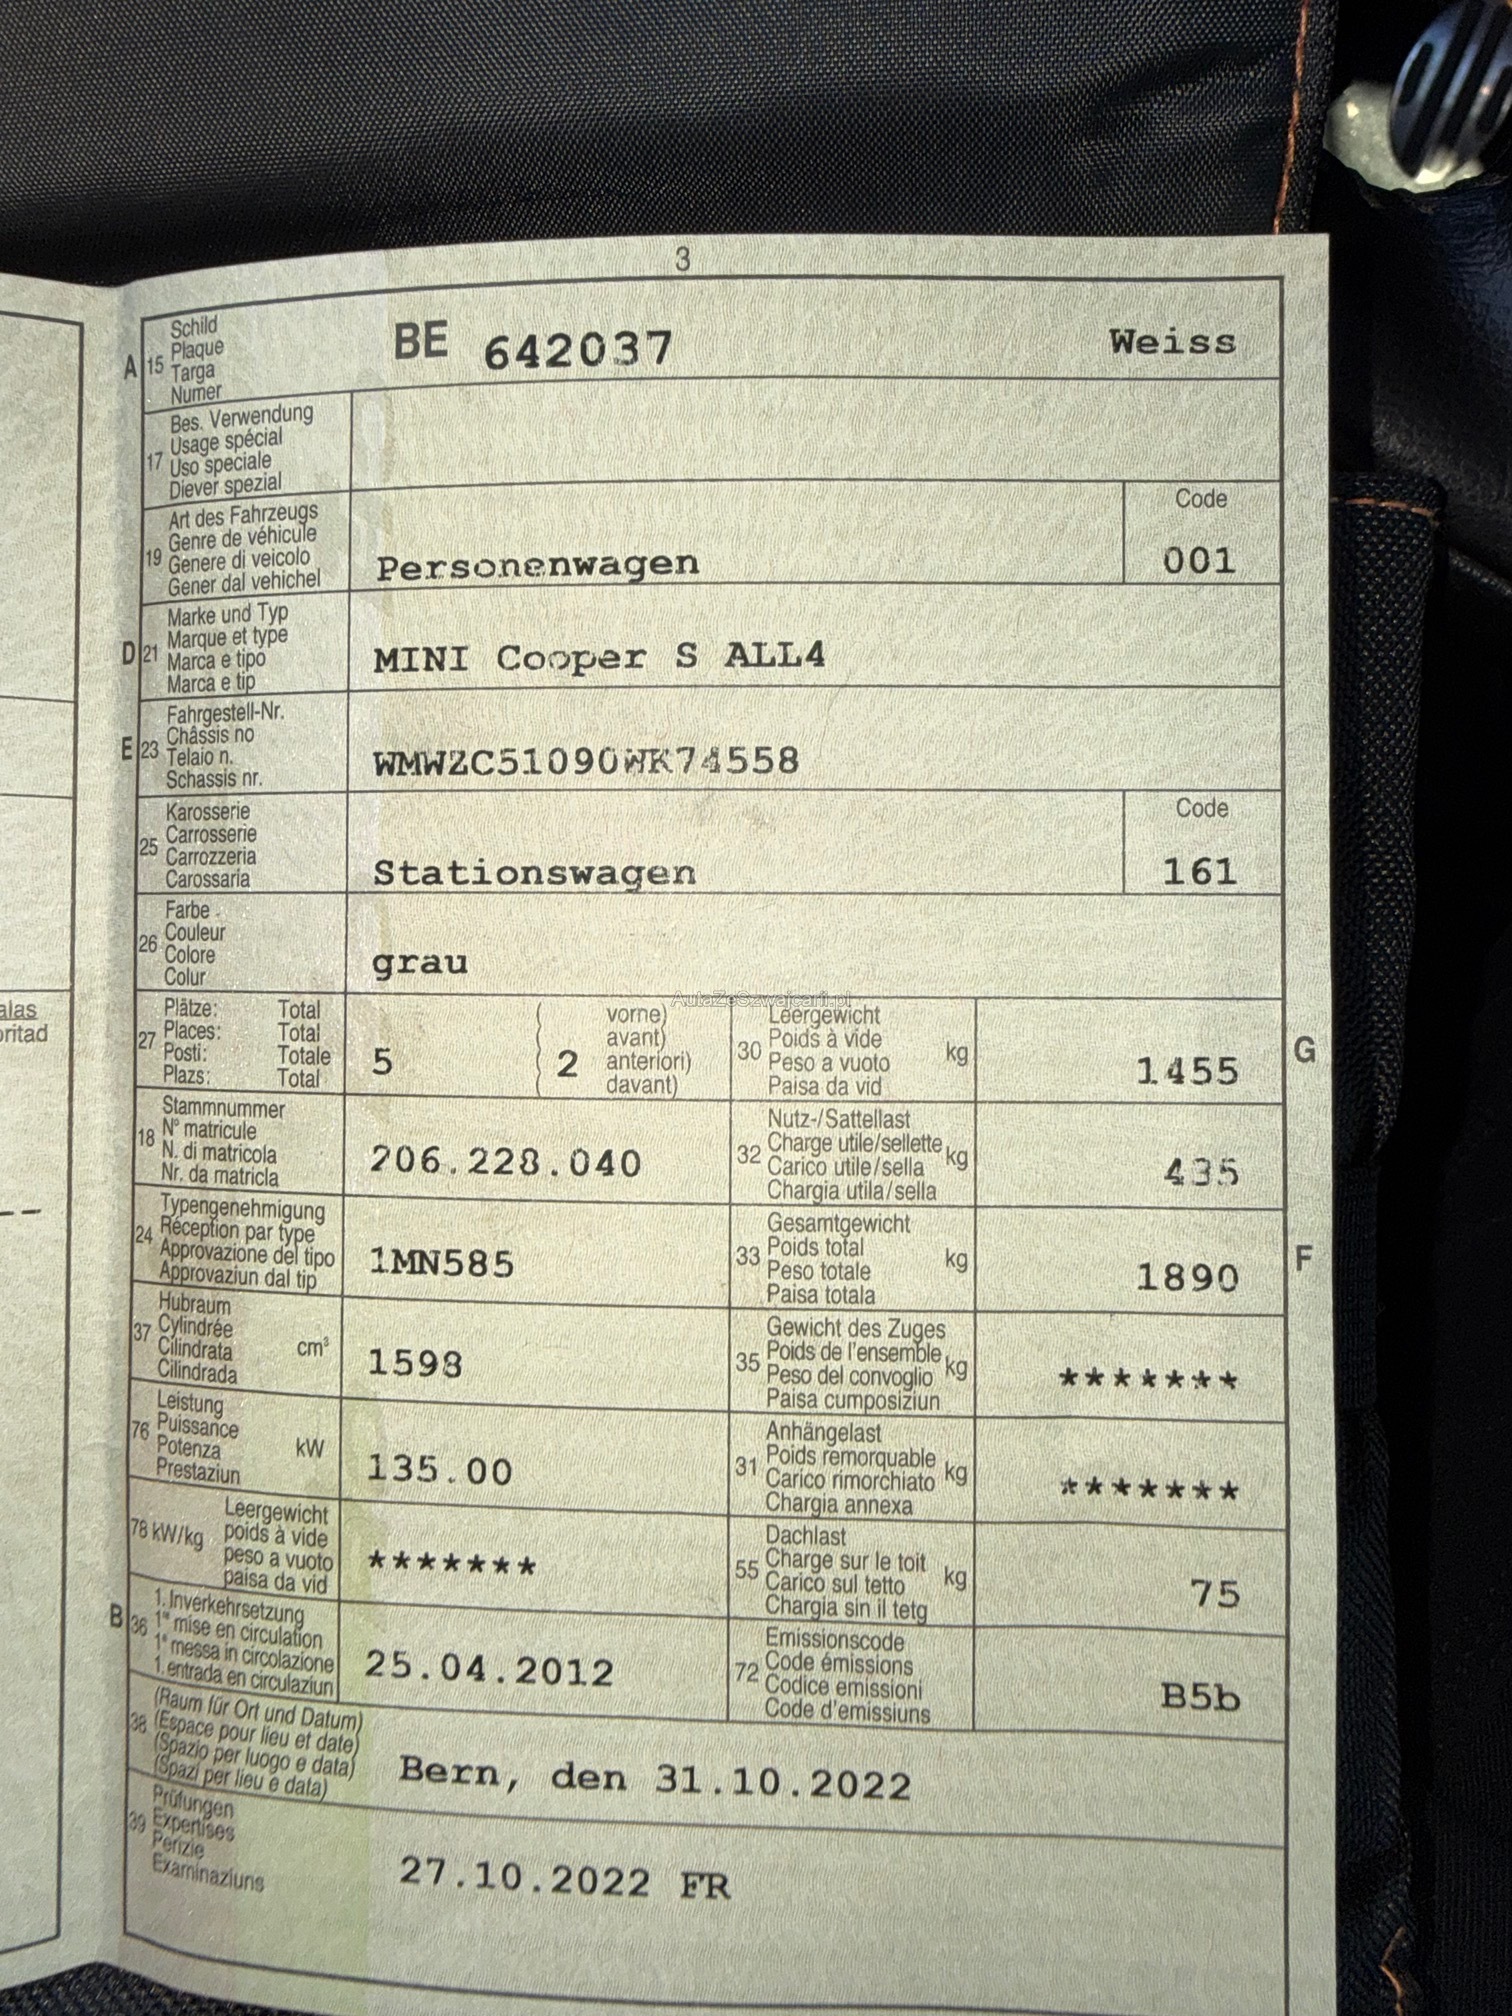 3
A 15 Schild
Plaque
Targa
Numer
BE 642037 Weiss
17 Bes. Verwendung
Usage spécial
Uso speciale
Diever spezial
19 Art des Fahrzeugs
Genre de véhicule
Genere di veicolo
Gener dal vehichel
Personenwagen
Code
001
D 21 Marke und Typ
Marque et type
Marca e tipo
Marca e tip
MINI Cooper S ALL4
E 23 Fahrgestell-Nr.
Châssis no
Telaio n.
Schassis nr.
WMWZC51090WK74558
25 Karosserie
Carrosserie
Carrozzeria
Carossaria
Stationswagen
Code
161
26 Farbe
Couleur
Colore
Colur
grau
AutaZeSzwajcarii.pl
alas
oritad
--
27 Plätze: Total
Places: Total
Posti: Totale
Plazs: Total
5
2
vorne)
avant)
anteriori)
davant)
30 Leergewicht
Poids à vide
Peso a vuoto
Paisa da vid
kg
1455
G
18 Stammnummer
N° matricule
N. di matricola
Nr. da matricla
206.228.040
32 Nutz-/Sattellast
Charge utile/sellette
Carico utile/sella
Chargia utila/sella
kg
435
24 Typengenehmigung
Réception par type
Approvazione del tipo
Approvaziun dal tip
1MN585
33 Gesamtgewicht
Poids total
Peso totale
Paisa totala
kg
1890
F
37 Hubraum
Cylindrée
Cilindrata
Cilindrada
cm³
1598
35 Gewicht des Zuges
Poids de l'ensemble
Peso del convoglio
Paisa cumposiziun
kg
*******
76 Leistung
Puissance
Potenza
Prestaziun
kW
135.00
31 Anhängelast
Poids remorquable
Carico rimorchiato
Chargia annexa
kg
*******
78 kW/kg Leergewicht
poids à vide
peso a vuoto
paisa da vid
*******
55 Dachlast
Charge sur le toit
Carico sul tetto
Chargia sin il tetg
kg
75
B 36 1. Inverkehrsetzung
1re mise en circulation
1a messa in circolazione
1. entrada en circulaziun
25.04.2012
72 Emissionscode
Code émissions
Codice emissioni
Code d'emissiuns
B5b
38 (Raum für Ort und Datum)
(Espace pour lieu et date)
(Spazio per luogo e data)
(Spazi per lieu e data)
Bern, den 31.10.2022
39 Prüfungen
Expertises
Perizie
Examinaziuns
27.10.2022 FR